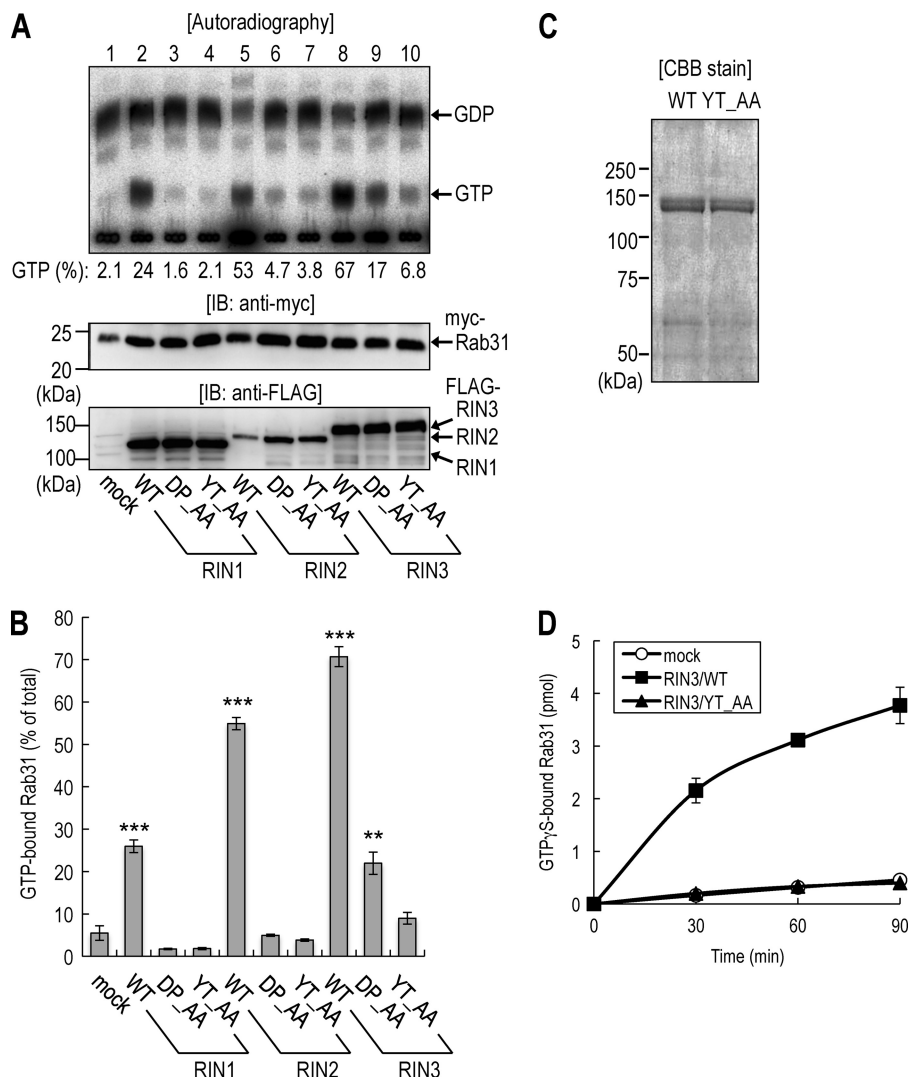 A
[Autoradiography]
1 2 3 4 5 6 7 8 9 10
GDP
GTP
GTP (%): 2.1 24 1.6 2.1 53 4.7 3.8 67 17 6.8
[IB: anti-myc]
25
20
(kDa)
myc-
Rab31
[IB: anti-FLAG]
150
100
(kDa)
FLAG-
RIN3
RIN2
RIN1
mock WT DP_AA YT_AA WT DP_AA YT_AA WT DP_AA YT_AA
RIN1 RIN2 RIN3
C
[CBB stain]
WT YT_AA
250
150
100
75
50
(kDa)
B
GTP-bound Rab31 (% of total)
80
70
60
50
40
30
20
10
0
*** *** *** **
mock WT DP_AA YT_AA WT DP_AA YT_AA WT DP_AA YT_AA
RIN1 RIN2 RIN3
D
GTPγS-bound Rab31 (pmol)
5
4
3
2
1
0
mock
RIN3/WT
RIN3/YT_AA
0 30 60 90
Time (min)